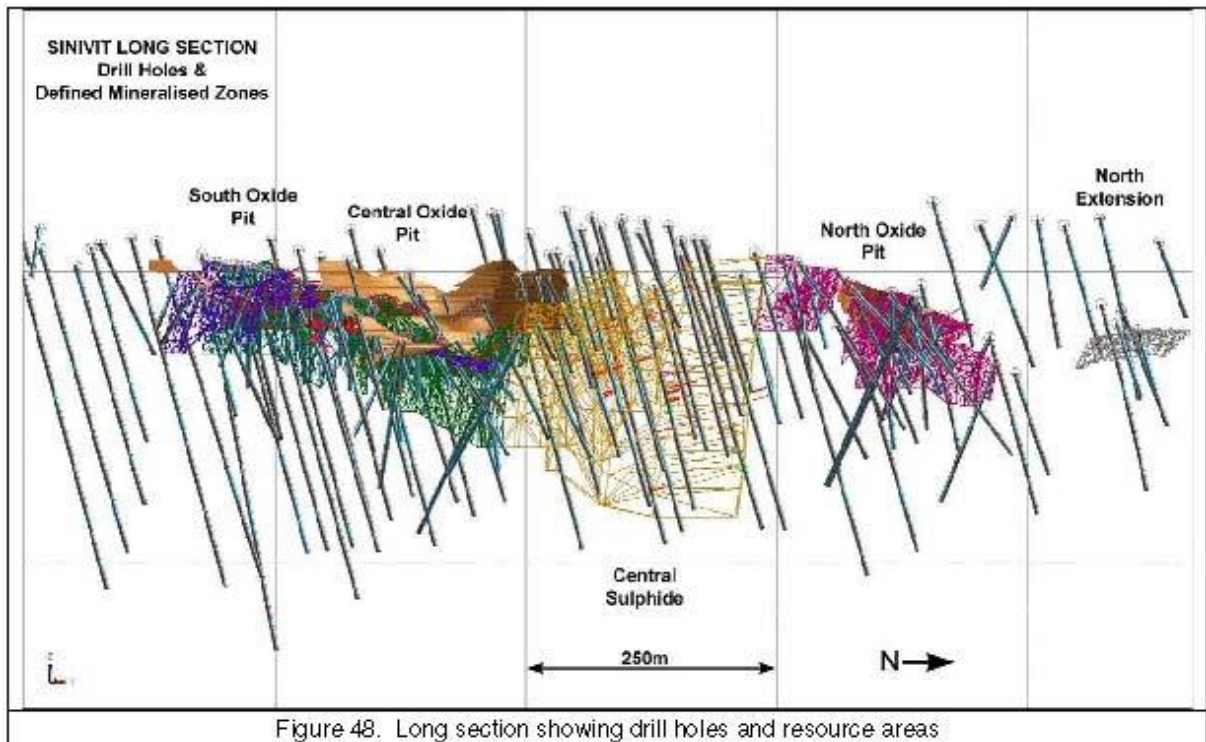 SINIVIT LONG SECTION
Drill Holes &
Defined Mineralised Zones
South Oxide
Pit
Central Oxide
Pit
North Oxide
Pit
North
Extension
Central
Sulphide
250m
N
Figure 48. Long section showing drill holes and resource areas